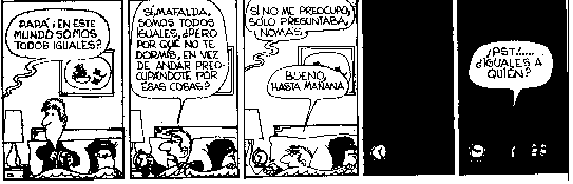 PAPÁ, ¿EN ESTE
MUNDO SOMOS
TODOS IGUALES?
SÍ, MAFALDA,
SOMOS TODOS
IGUALES, ¿PERO
POR QUÉ NO TE
DORMÍS, EN VEZ
DE ANDAR PREO-
CUPÁNDOTE POR
ESAS COSAS?
SI NO ME PREOCUPO,
SÓLO PREGUNTABA,
NOMÁS.
BUENO,
HASTA MAÑANA
¿PST!....
¿IGUALES A
QUIÉN?